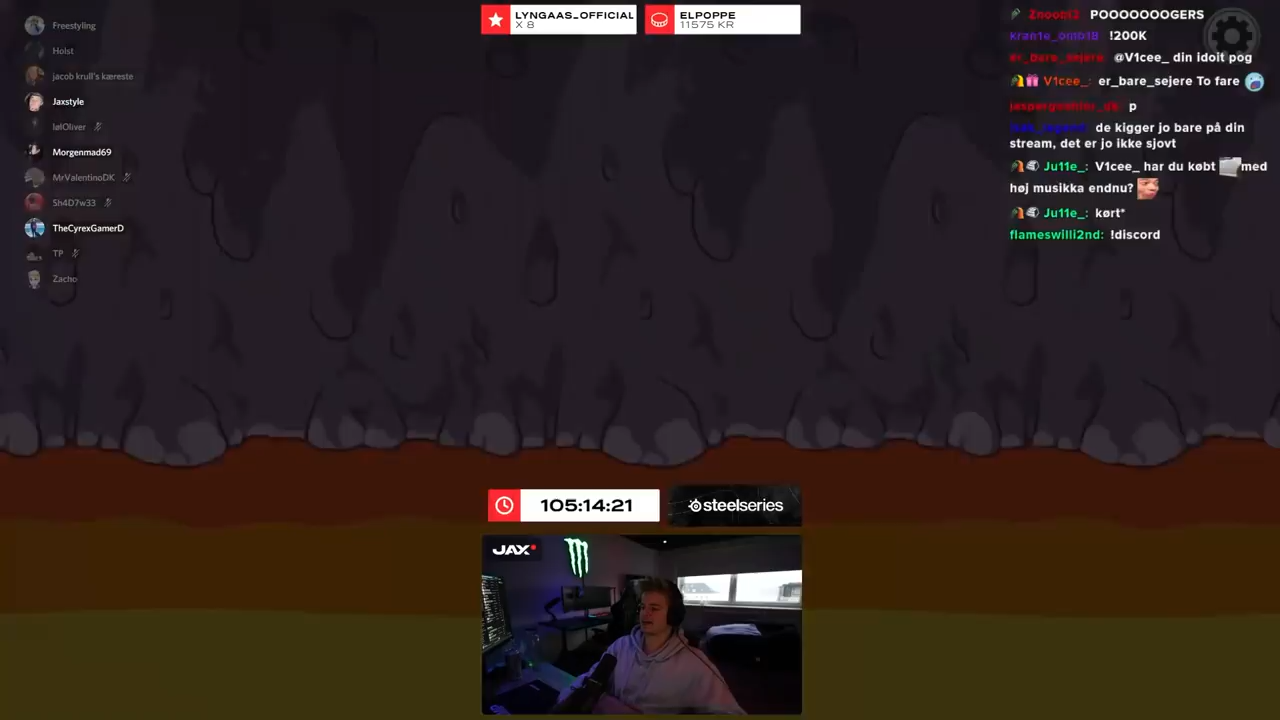 LYNGAAS_OFFICIAL
X 8
ELPOPPE
11575 KR
Freestyling
Holst
jacob krull's kæreste
Jaxstyle
lølOliver
Morgenmad69
MrValentinoDK
Sh4D7w33
TheCyrexGamerD
TP
Zacho
POOOOOOOGERS
!200K
er_bare_sejere @V1cee_ din idoit pog
V1cee_: er_bare_sejere To fare
p
de kigger jo bare på din
stream, det er jo ikke sjovt
Ju11e_: V1cee_ har du købt med
høj musikka endnu?
Ju11e_: kørt*
flameswilli2nd: !discord
105:14:21
steelseries
JAX